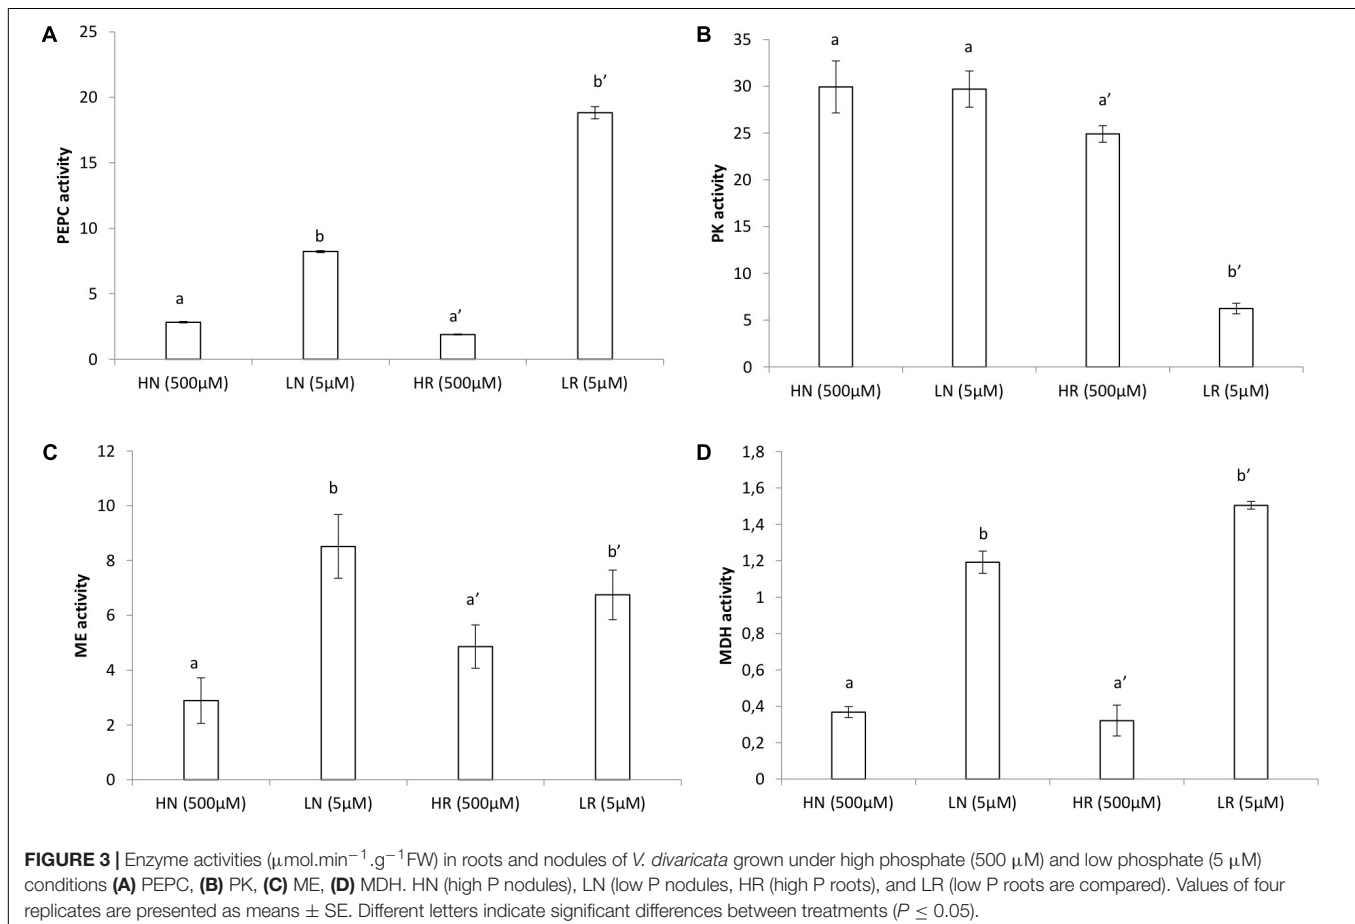 A
25
20
15
10
5
0
PEPC activity
a
b
a’
b’
HN (500µM) LN (5µM) HR (500µM) LR (5µM)
B
35
30
25
20
15
10
5
0
PK activity
a
a
a’
b’
HN (500µM) LN (5µM) HR (500µM) LR (5µM)
C
12
10
8
6
4
2
0
ME activity
a
b
a’
b’
HN (500µM) LN (5µM) HR (500µM) LR (5µM)
D
1,8
1,6
1,4
1,2
1
0,8
0,6
0,4
0,2
0
MDH activity
a
b
a’
b’
HN (500µM) LN (5µM) HR (500µM) LR (5µM)
FIGURE 3 | Enzyme activities (µmol.min−1.g−1FW) in roots and nodules of V. divaricata grown under high phosphate (500 µM) and low phosphate (5 µM)
conditions (A) PEPC, (B) PK, (C) ME, (D) MDH. HN (high P nodules), LN (low P nodules, HR (high P roots), and LR (low P roots are compared). Values of four
replicates are presented as means ± SE. Different letters indicate significant differences between treatments (P ≤ 0.05).